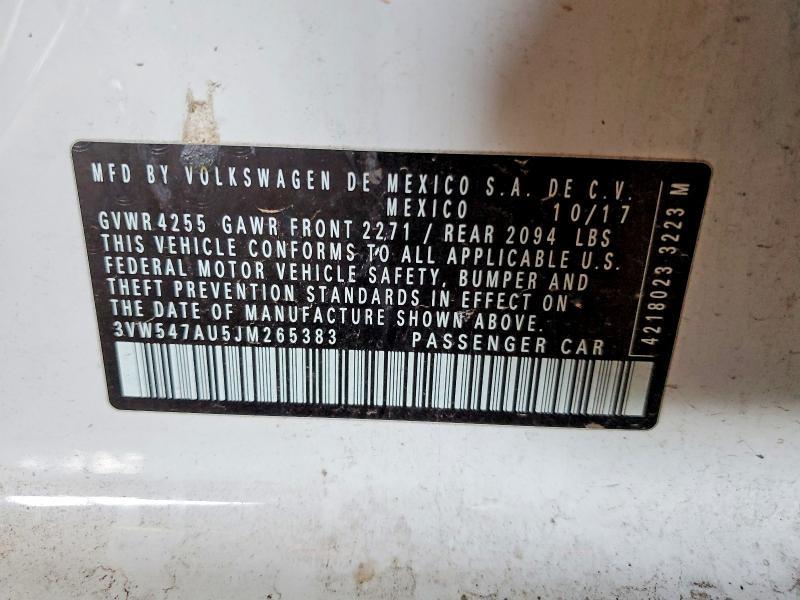 MFD BY VOLKSWAGEN DE MEXICO S.A. DE C.V.
MEXICO 10/17
GVWR 4255 GAWR FRONT 2271 / REAR 2094 LBS
THIS VEHICLE CONFORMS TO ALL APPLICABLE U.S.
FEDERAL MOTOR VEHICLE SAFETY, BUMPER AND
THEFT PREVENTION STANDARDS IN EFFECT ON
THE DATE OF MANUFACTURE SHOWN ABOVE.
3VW547AU5JM265383 PASSENGER CAR
4218023 3223 M